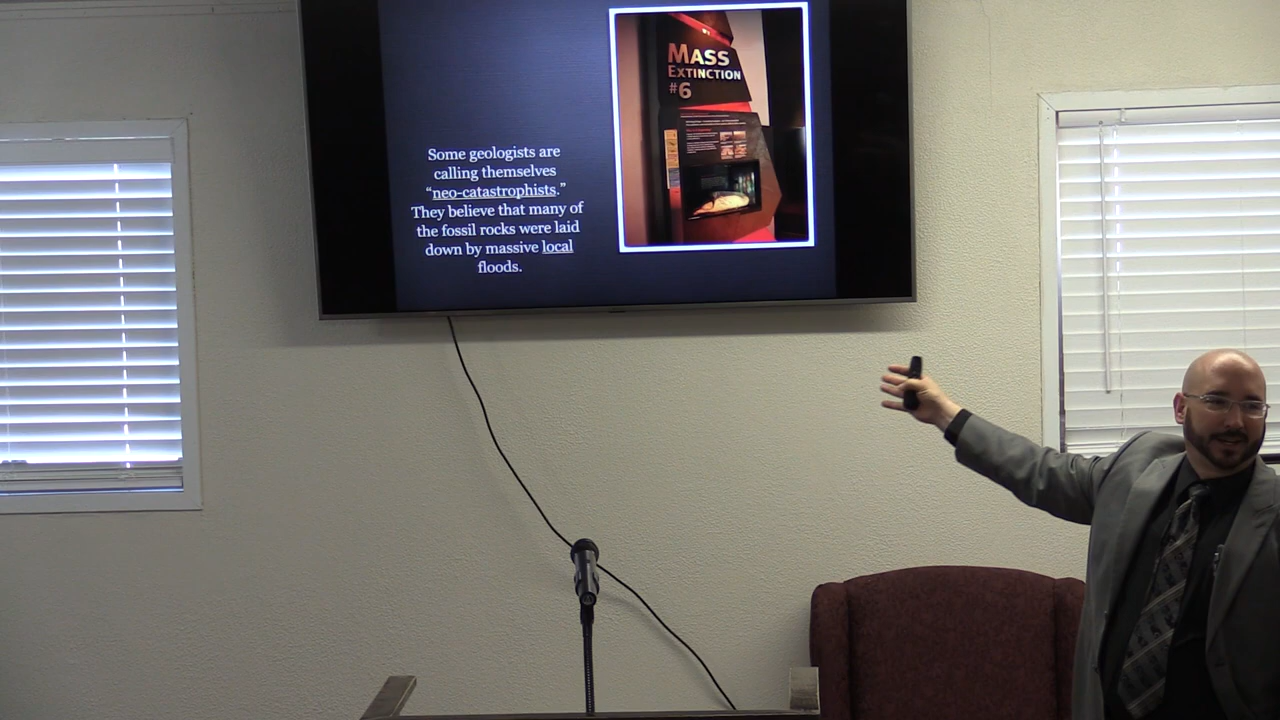 Some geologists are
calling themselves
“neo-catastrophists.”
They believe that many of
the fossil rocks were laid
down by massive local
floods.
MASS
EXTINCTION
#6